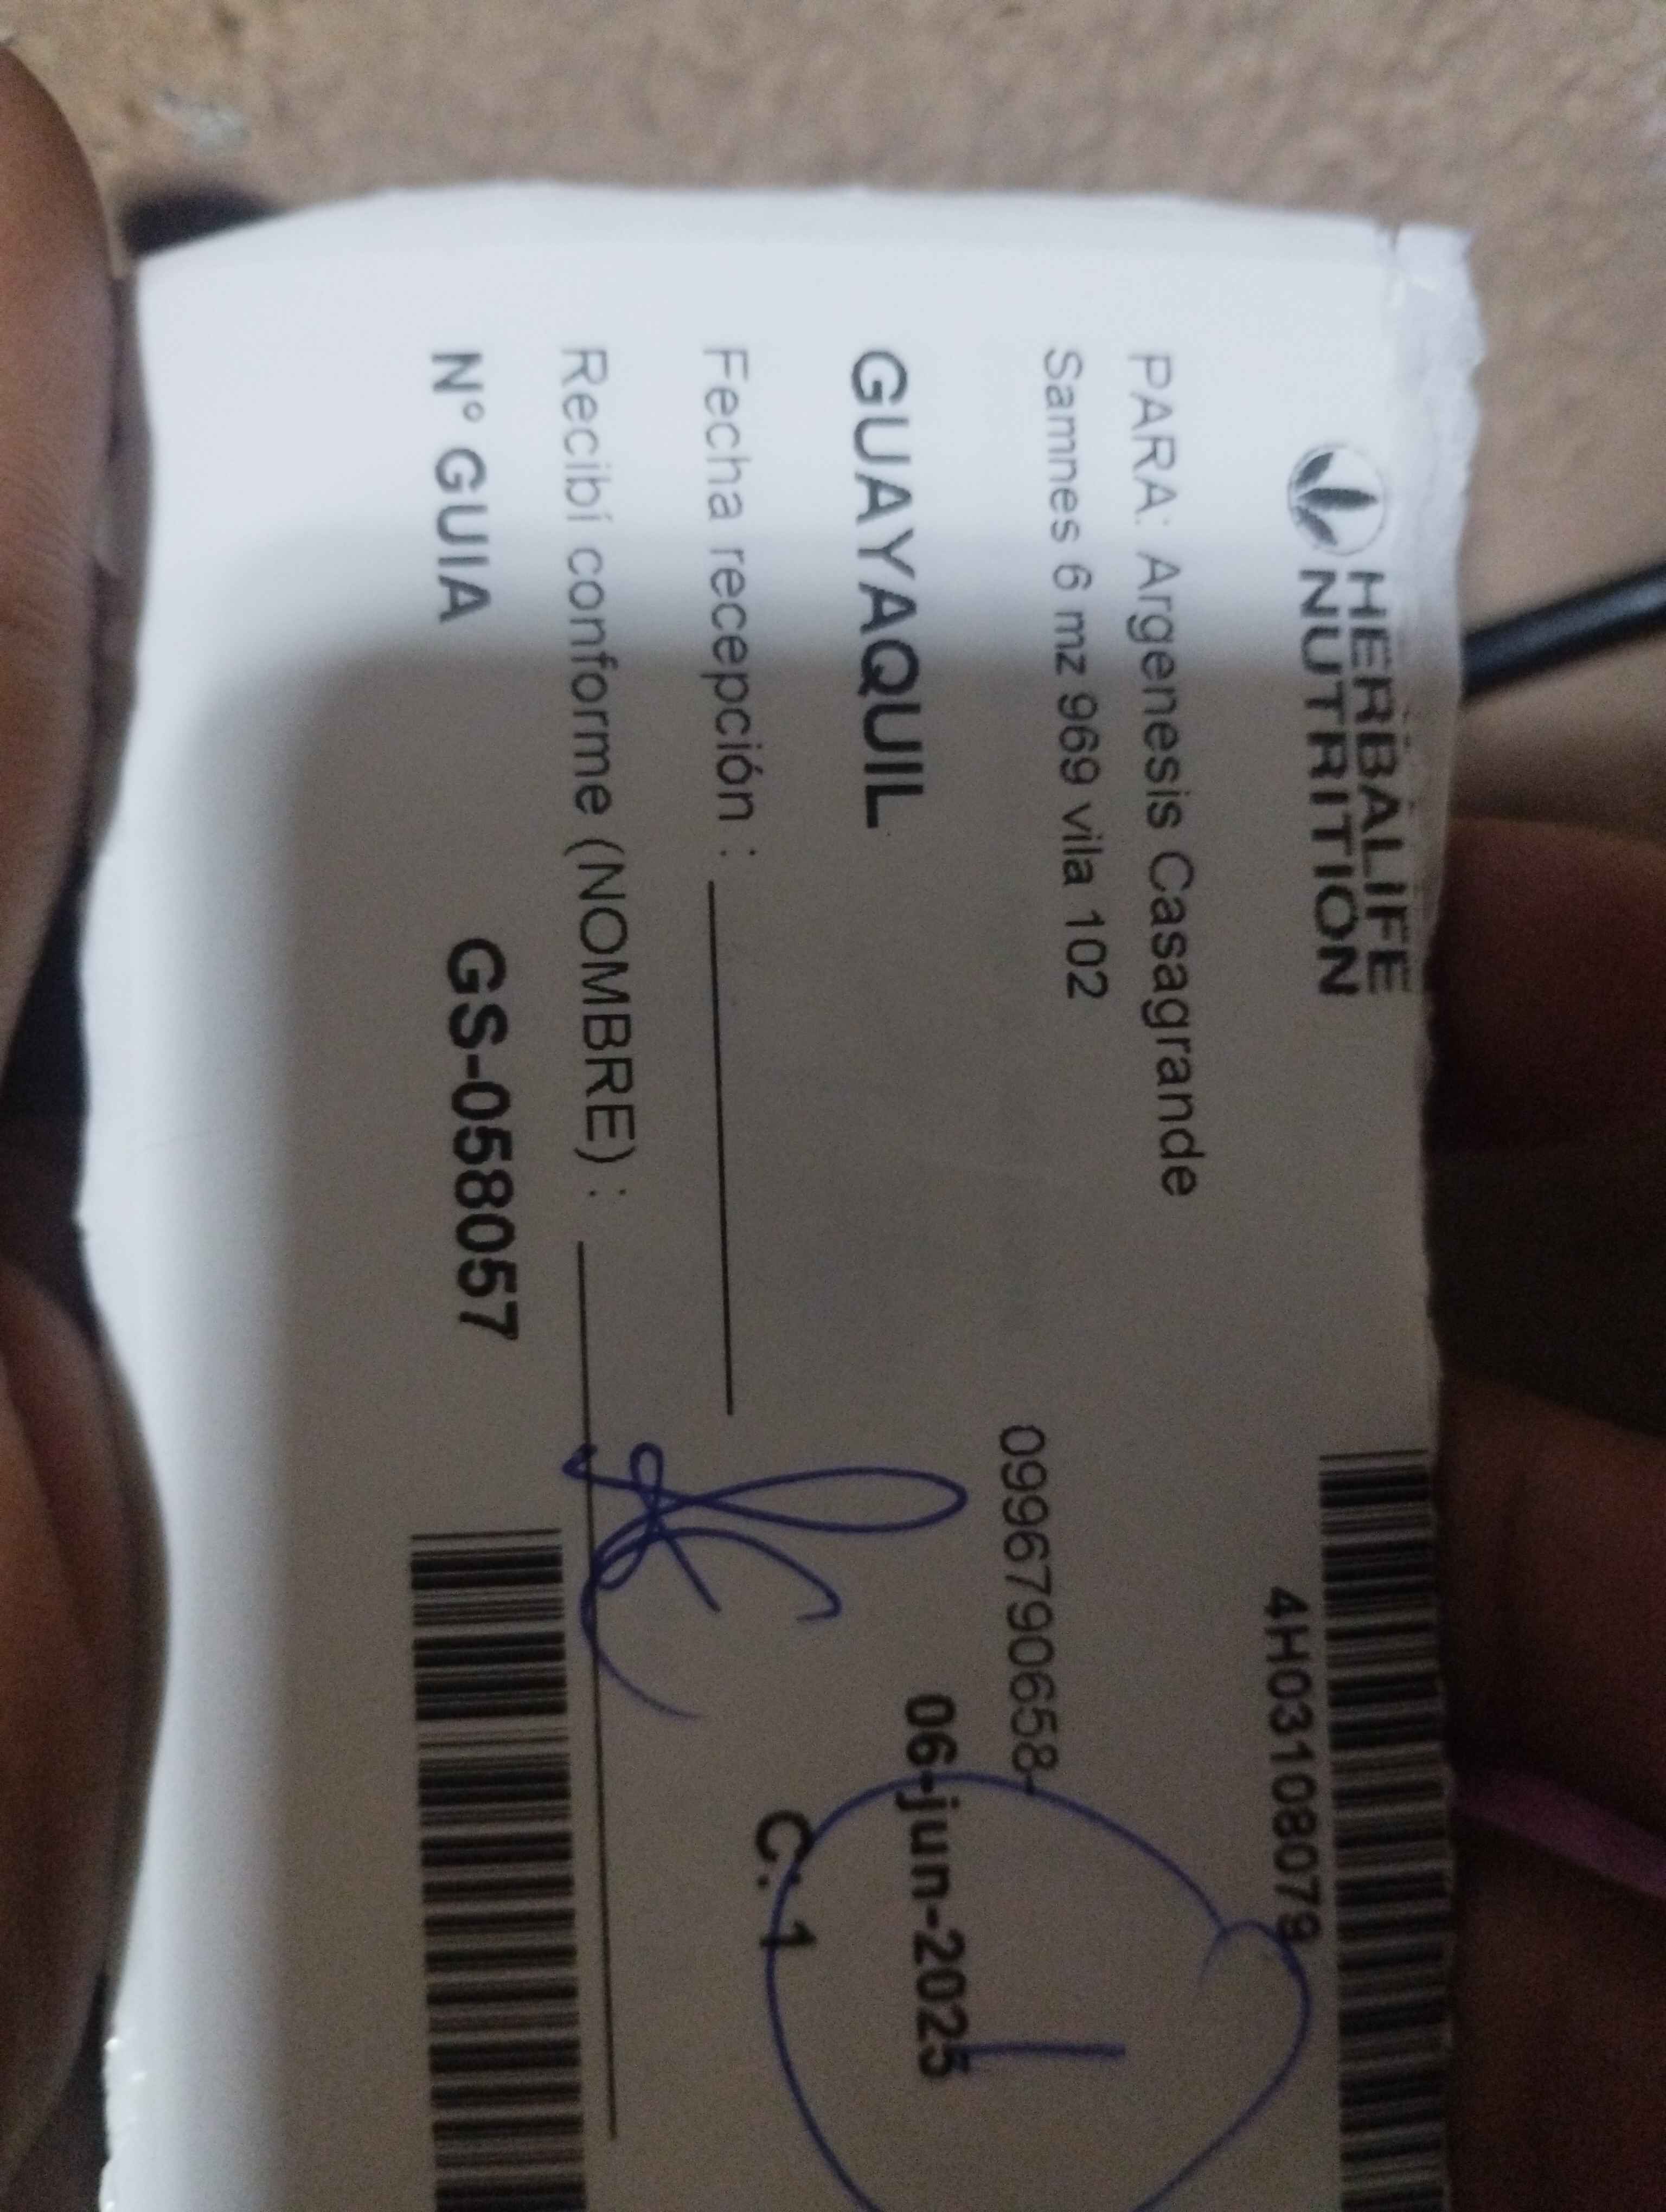 HERBALIFE
NUTRITION
4H03108079
PARA: Argenesis Casagrande
Samnes 6 mz 969 vila 102
0996790658-
GUAYAQUIL
06-jun-2025
Fecha recepción :
C: 1
1
Recibí conforme (NOMBRE) :
N° GUIA
GS-058057